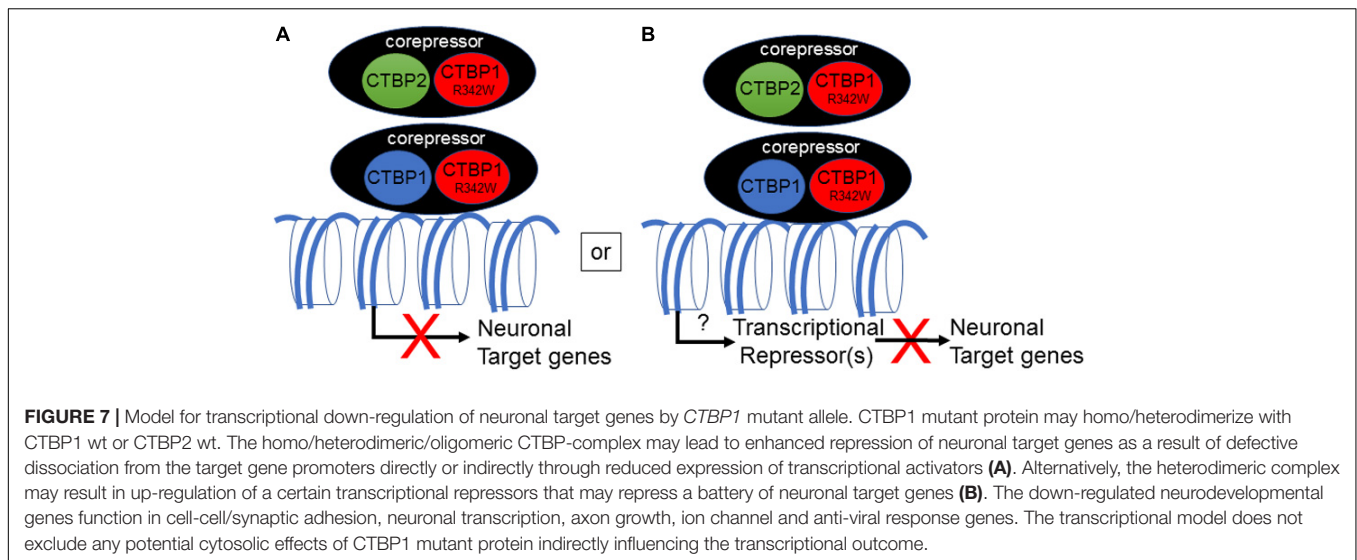 A
corepressor
CTBP2
CTBP1
R342W
corepressor
CTBP1
CTBP1
R342W
Neuronal
Target genes
or
B
corepressor
CTBP2
CTBP1
R342W
corepressor
CTBP1
CTBP1
R342W
?
Transcriptional
Repressor(s)
Neuronal
Target genes
FIGURE 7 | Model for transcriptional down-regulation of neuronal target genes by CTBP1 mutant allele. CTBP1 mutant protein may homo/heterodimerize with
CTBP1 wt or CTBP2 wt. The homo/heterodimeric/oligomeric CTBP-complex may lead to enhanced repression of neuronal target genes as a result of defective
dissociation from the target gene promoters directly or indirectly through reduced expression of transcriptional activators (A). Alternatively, the heterodimeric complex
may result in up-regulation of a certain transcriptional repressors that may repress a battery of neuronal target genes (B). The down-regulated neurodevelopmental
genes function in cell-cell/synaptic adhesion, neuronal transcription, axon growth, ion channel and anti-viral response genes. The transcriptional model does not
exclude any potential cytosolic effects of CTBP1 mutant protein indirectly influencing the transcriptional outcome.